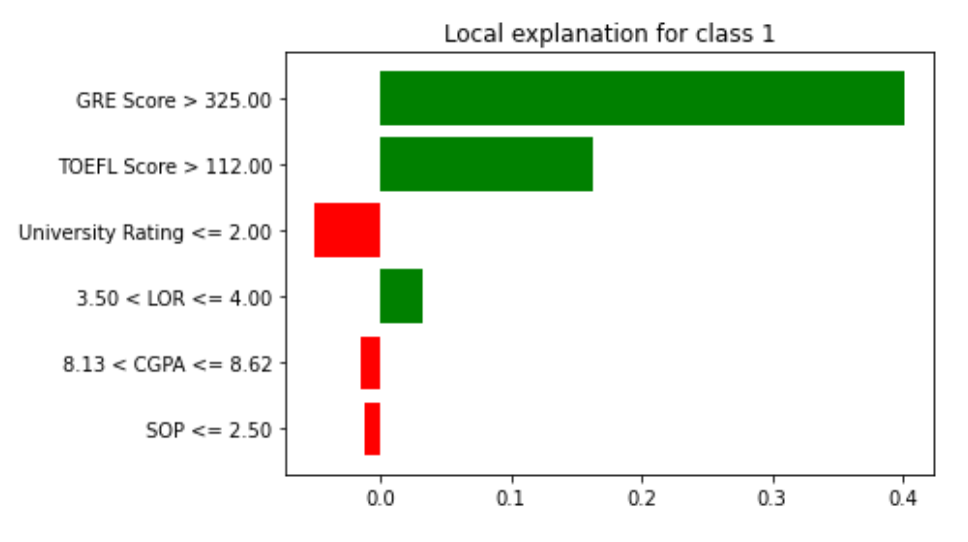 Local explanation for class 1
GRE Score > 325.00
TOEFL Score > 112.00
University Rating <= 2.00
3.50 < LOR <= 4.00
8.13 < CGPA <= 8.62
SOP <= 2.50
0.0 0.1 0.2 0.3 0.4